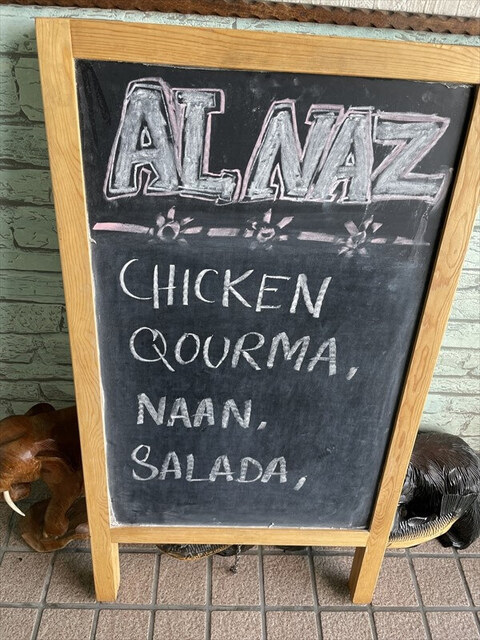 AL NAZ
CHICKEN
QOURMA,
NAAN,
SALADA,